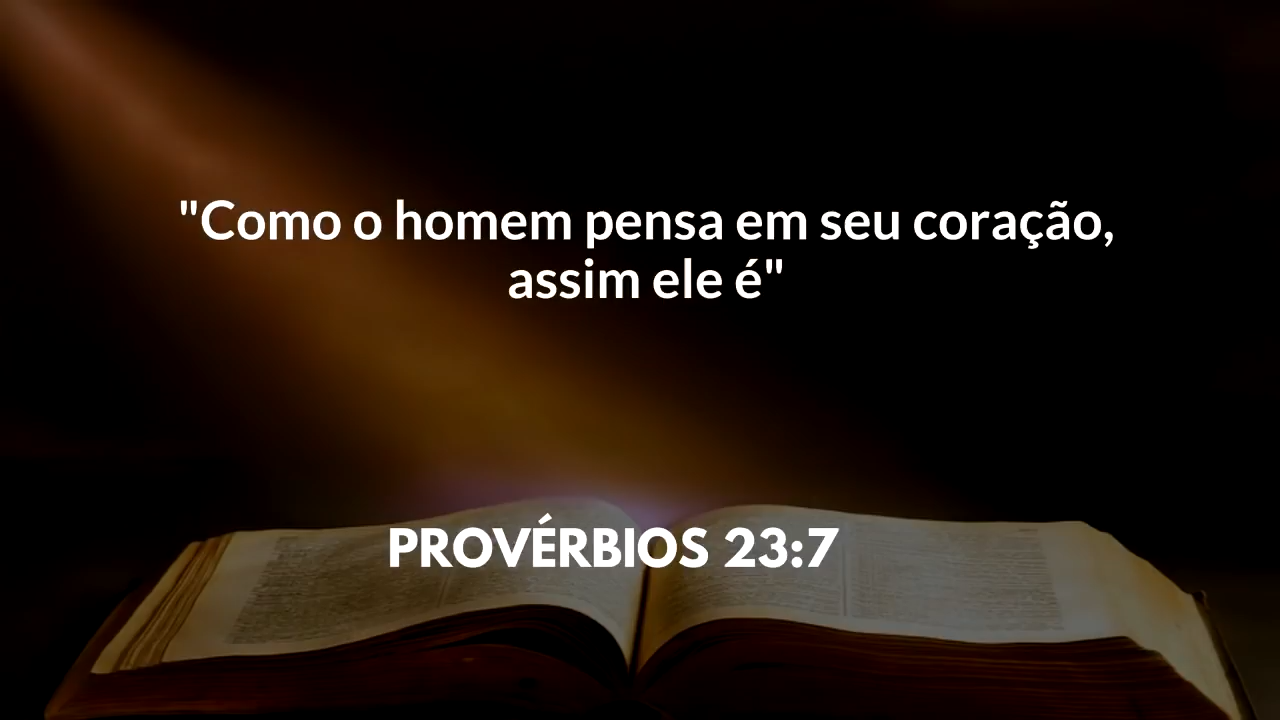 "Como o homem pensa em seu coração,
assim ele é"
PROVÉRBIOS 23:7